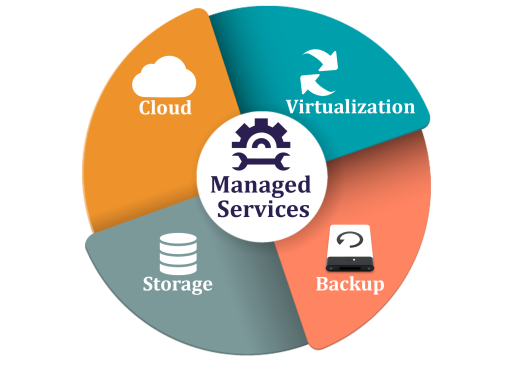 Cloud
Virtualization
Managed
Services
Storage
Backup